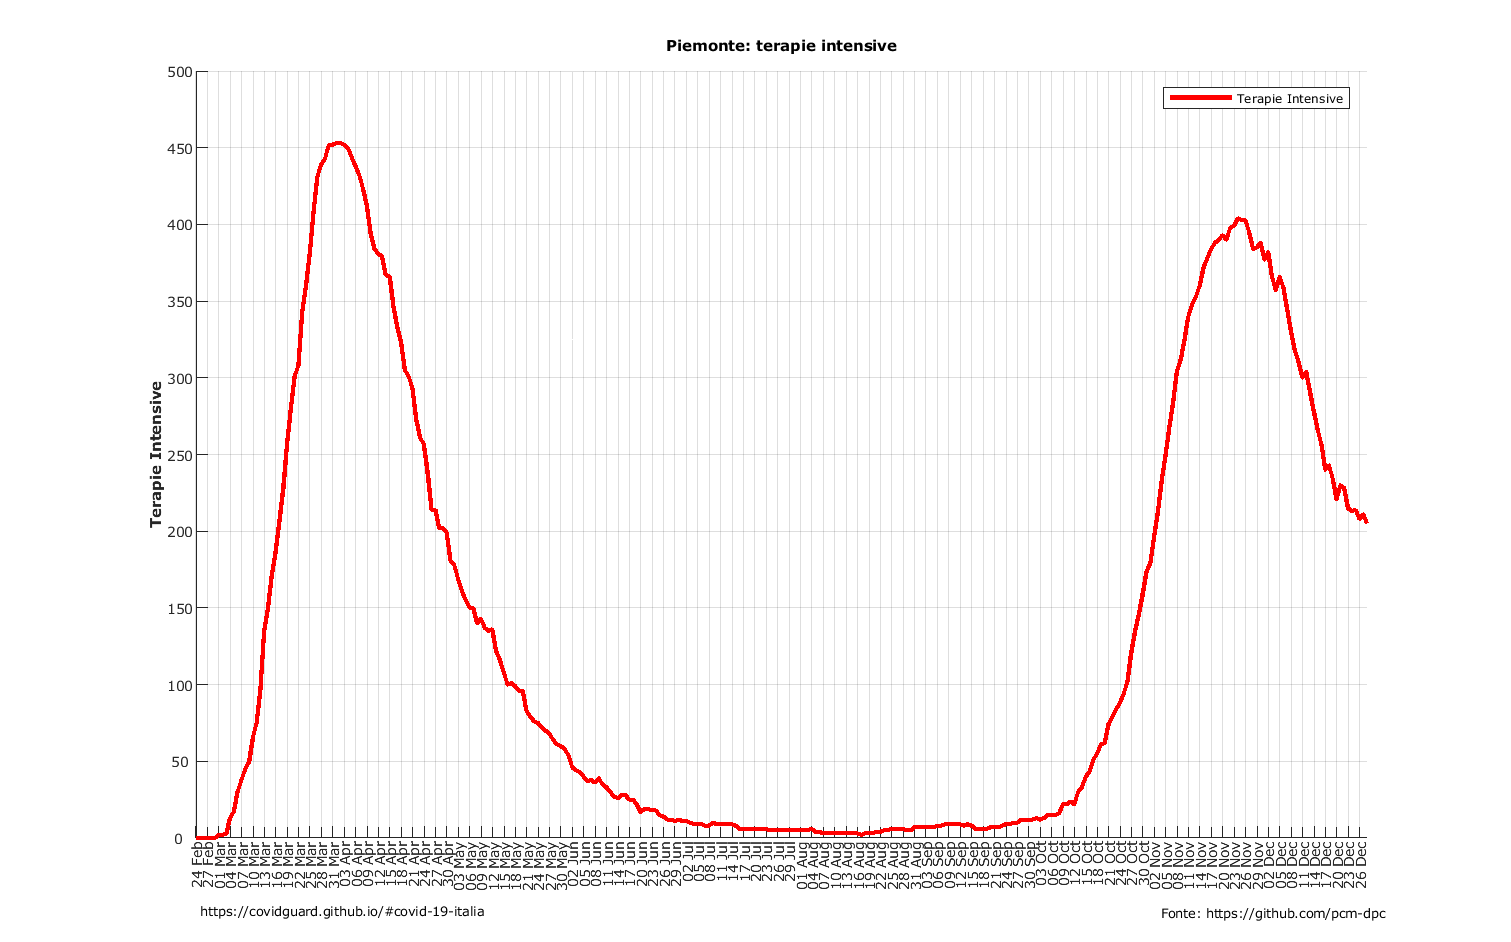 Piemonte: terapie intensive
Terapie Intensive
500
450
400
350
300
250
200
150
100
50
0
Terapie Intensive
24 Feb
27 Feb
01 Mar
04 Mar
07 Mar
10 Mar
13 Mar
16 Mar
19 Mar
22 Mar
25 Mar
28 Mar
31 Mar
03 Apr
06 Apr
09 Apr
12 Apr
15 Apr
18 Apr
21 Apr
24 Apr
27 Apr
30 Apr
03 May
06 May
09 May
12 May
15 May
18 May
21 May
24 May
27 May
30 May
02 Jun
05 Jun
08 Jun
11 Jun
14 Jun
17 Jun
20 Jun
23 Jun
26 Jun
29 Jun
02 Jul
05 Jul
08 Jul
11 Jul
14 Jul
17 Jul
20 Jul
23 Jul
26 Jul
29 Jul
01 Aug
04 Aug
07 Aug
10 Aug
13 Aug
16 Aug
19 Aug
22 Aug
25 Aug
28 Aug
31 Aug
03 Sep
06 Sep
09 Sep
12 Sep
15 Sep
18 Sep
21 Sep
24 Sep
27 Sep
30 Sep
03 Oct
06 Oct
09 Oct
12 Oct
15 Oct
18 Oct
21 Oct
24 Oct
27 Oct
30 Oct
02 Nov
05 Nov
08 Nov
11 Nov
14 Nov
17 Nov
20 Nov
23 Nov
26 Nov
29 Nov
02 Dec
05 Dec
08 Dec
11 Dec
14 Dec
17 Dec
20 Dec
23 Dec
26 Dec
https://covidguard.github.io/#covid-19-italia
Fonte: https://github.com/pcm-dpc